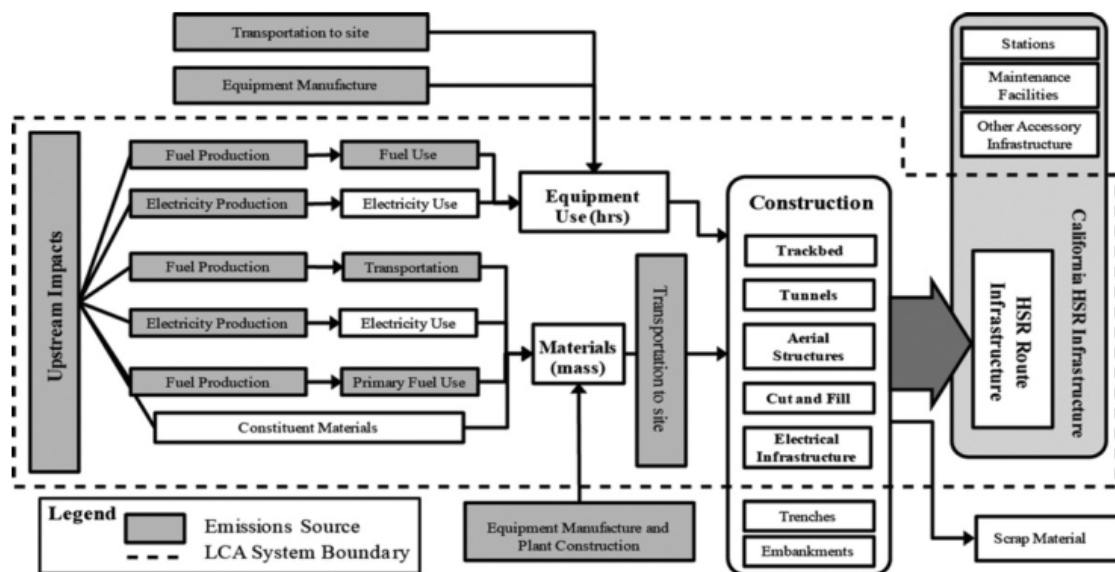 Transportation to site
Equipment Manufacture
Stations
Maintenance
Facilities
Other Accessory
Infrastructure
Upstream Impacts
Fuel Production
Fuel Use
Electricity Production
Electricity Use
Equipment
Use (hrs)
Fuel Production
Transportation
Electricity Production
Electricity Use
Fuel Production
Primary Fuel Use
Constituent Materials
Materials
(mass)
Transportation to site
Construction
Trackbed
Tunnels
Aerial
Structures
Cut and Fill
Electrical
Infrastructure
Trenches
Embankments
HSR Route
Infrastructure
California HSR Infrastructure
Legend
Emissions Source
LCA System Boundary
Equipment Manufacture and
Plant Construction
Scrap Material